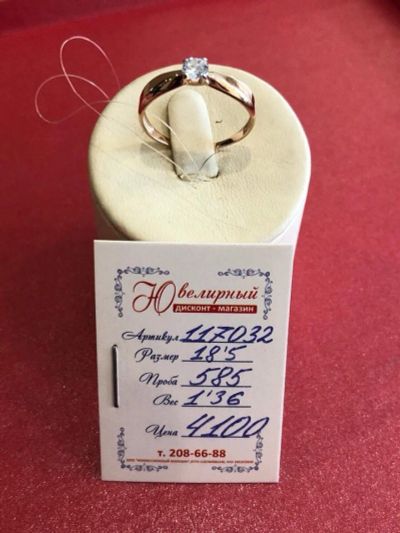 Ювелирный
дисконт - магазин
Артикул 117032
Размер 18'5
Проба 585
Вес 1'36
Цена 4100
т. 208-66-88